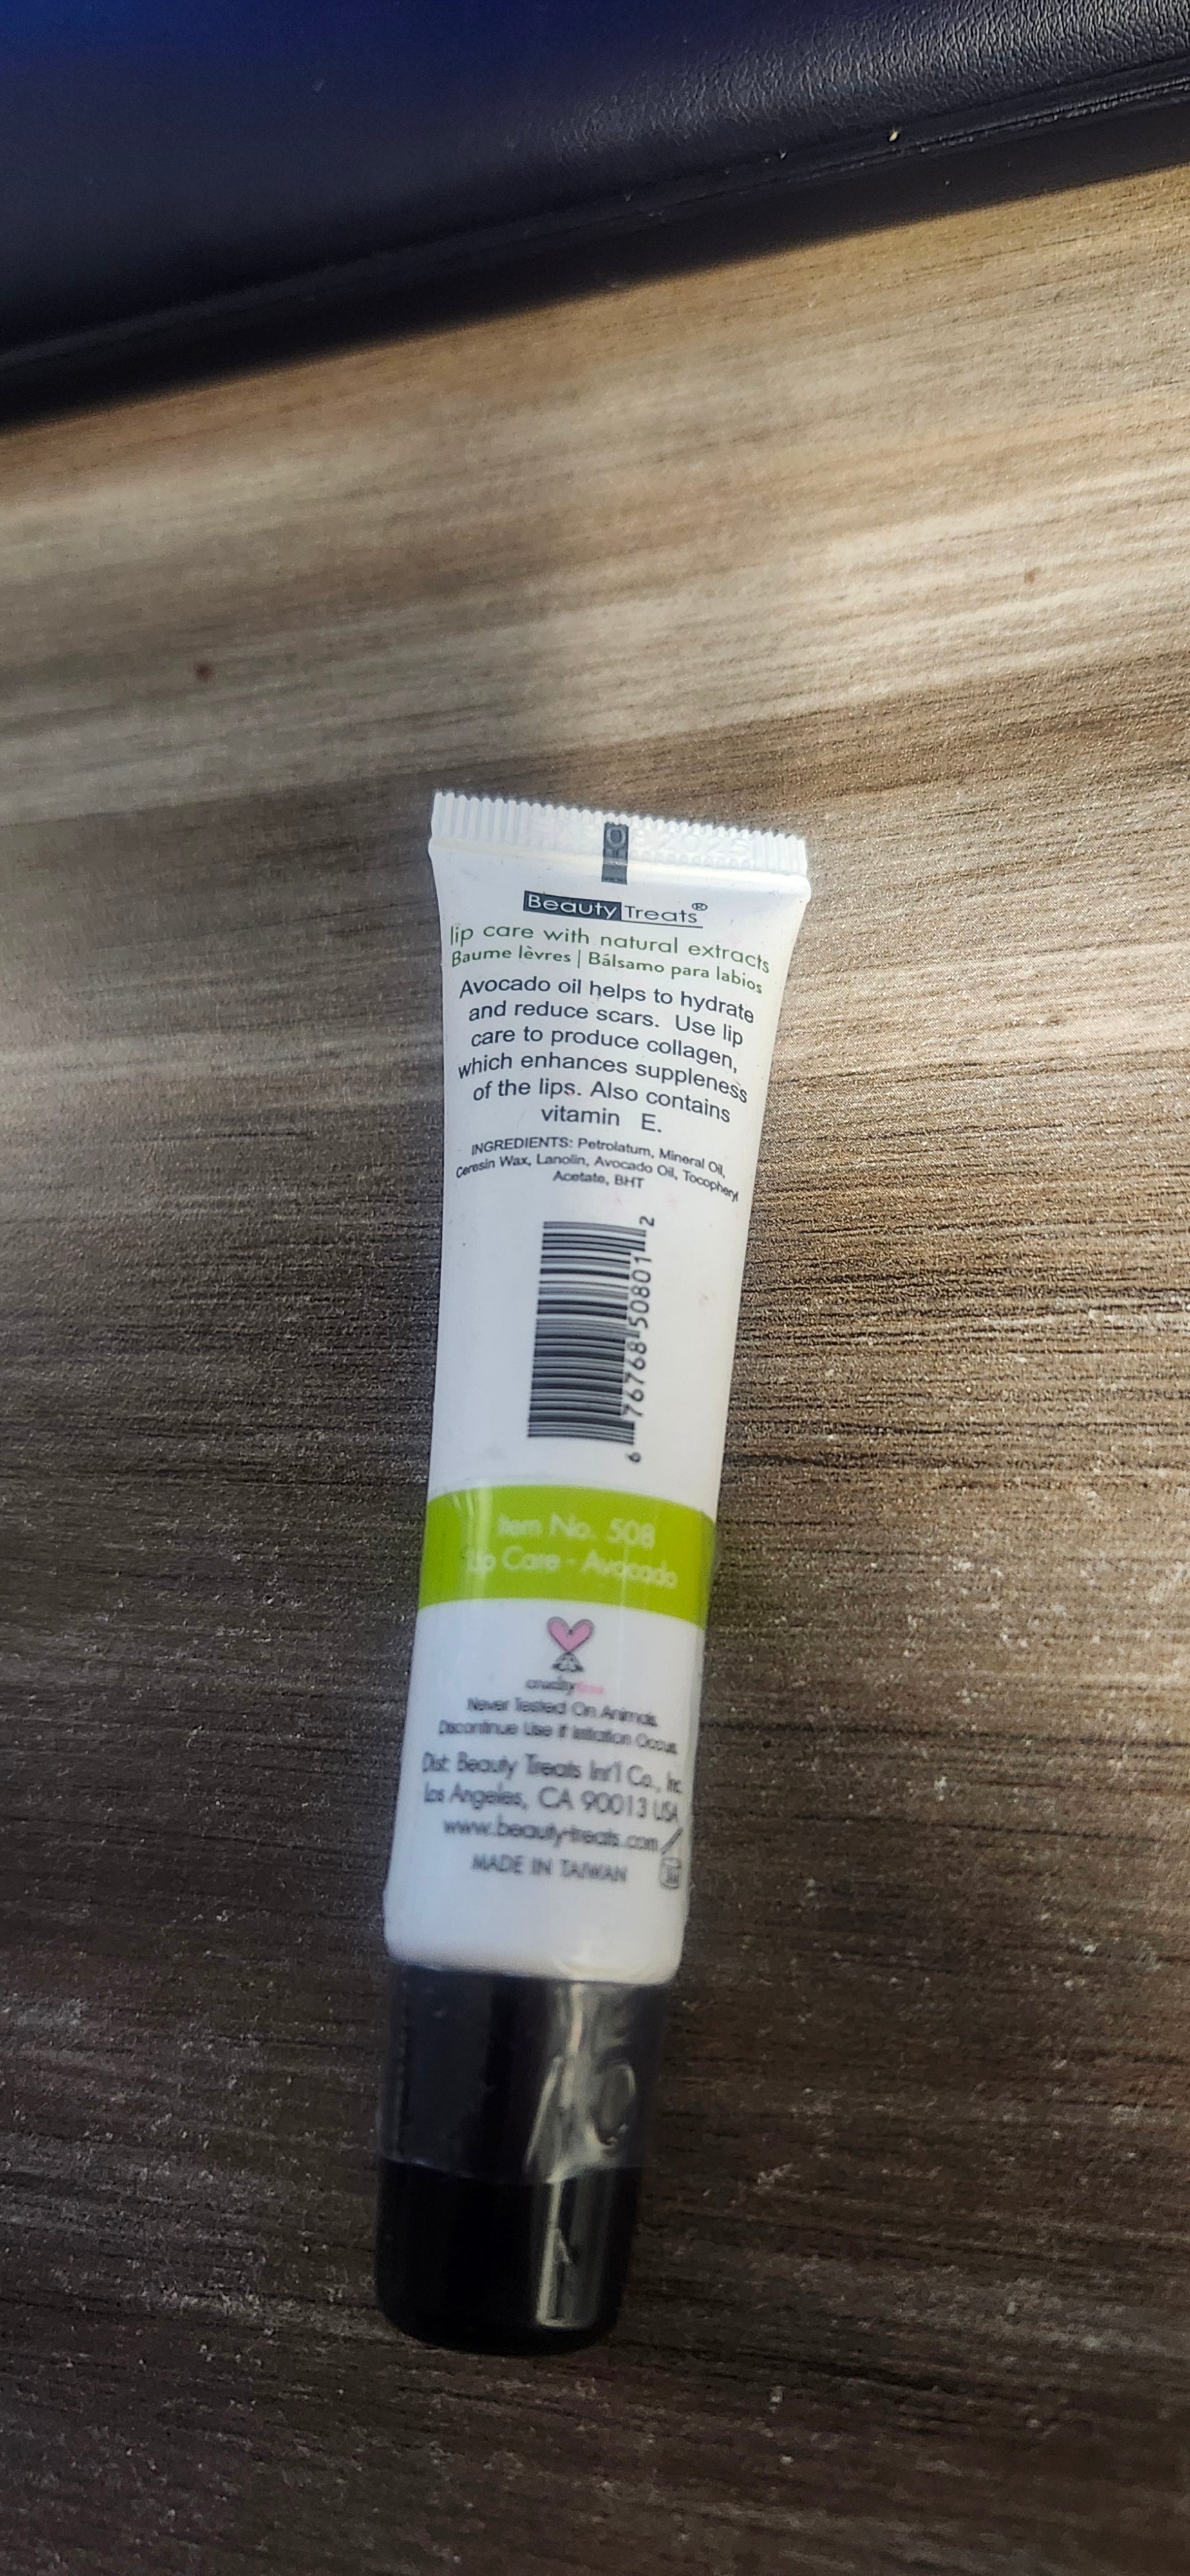 Beauty Treats®
lip care with natural extracts
Baume lèvres | Bálsamo para labios
Avocado oil helps to hydrate
and reduce scars. Use lip
care to produce collagen,
which enhances suppleness
of the lips. Also contains
vitamin E.
INGREDIENTS: Petrolatum, Mineral Oil,
Ceresin Wax, Lanolin, Avocado Oil, Tocopheryl
Acetate, BHT
6 76768 50801 2
Item No. 508
Lip Care - Avocado
crueltyfree
Never Tested On Animals.
Discontinue Use If Irritation Occus.
Dist: Beauty Treats Int'l Co., Inc
Los Angeles, CA 90013 USA
www.beauty-treats.com
MADE IN TAIWAN